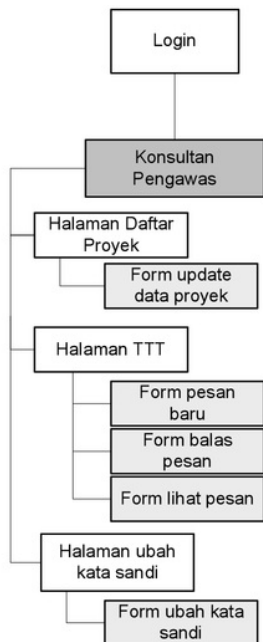 Login
Konsultan
Pengawas
Halaman Daftar
Proyek
Form update
data proyek
Halaman TTT
Form pesan
baru
Form balas
pesan
Form lihat pesan
Halaman ubah
kata sandi
Form ubah kata
sandi